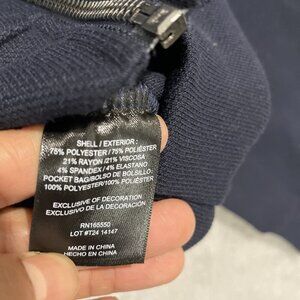 SHELL / EXTERIOR :
75% POLYESTER / 75% POLIÉSTER
21% RAYON / 21% VISCOSA
4% SPANDEX / 4% ELASTANO
POCKET BAG/BOLSO DE BOLSILLO :
100% POLYESTER/100% POLIÉSTER
EXCLUSIVE OF DECORATION
EXCLUSIVO DE LA DECORACIÓN
RN165550
LOT #T24 14147
MADE IN CHINA
HECHO EN CHINA